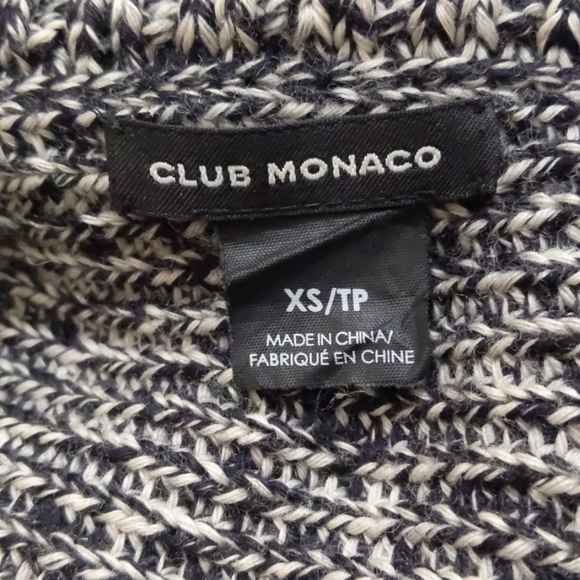 CLUB MONACO
XS/TP
MADE IN CHINA/
FABRIQUÉ EN CHINE